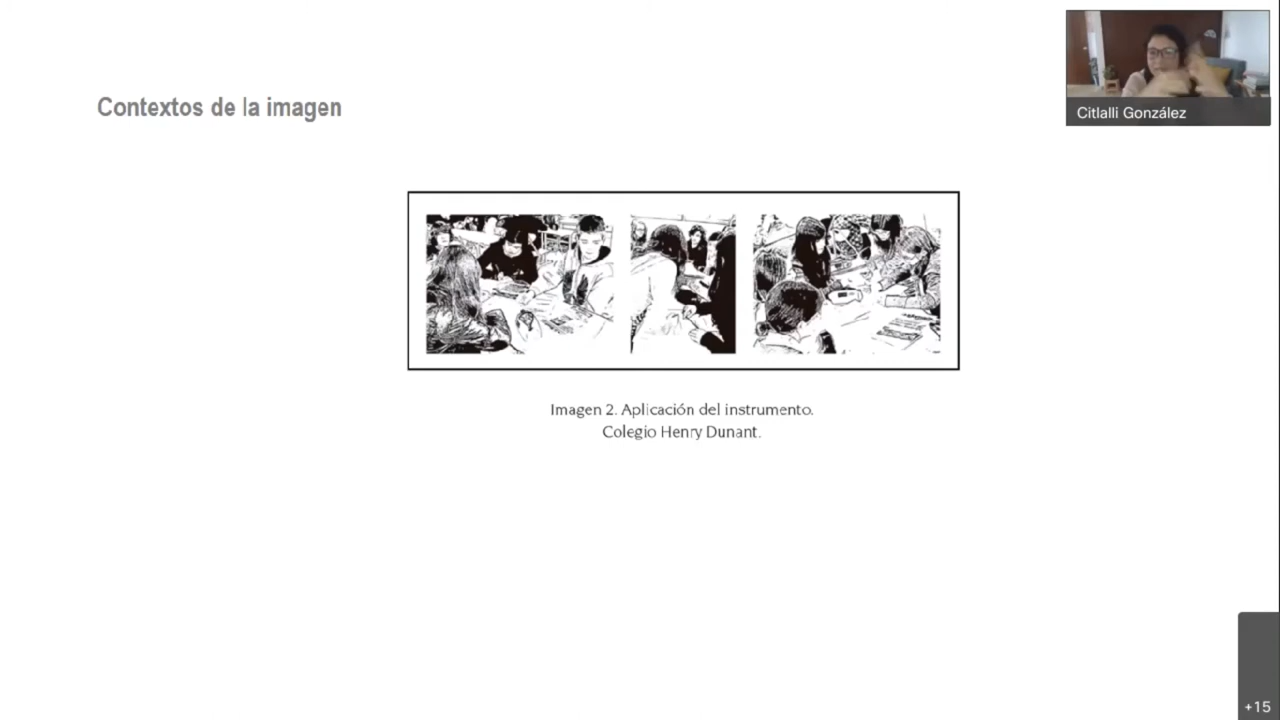 Contextos de la imagen
Citlalli González
Imagen 2. Aplicación del instrumento.
Colegio Henry Dunant.
+15